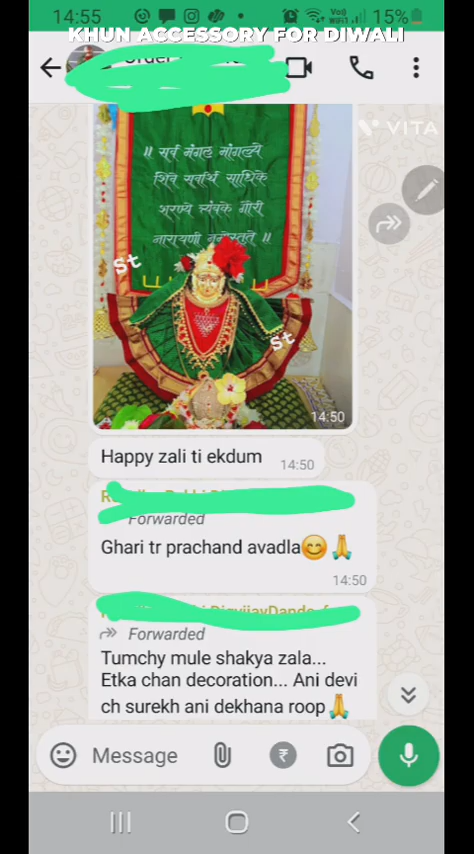 14:55
Vo))
WiFi1
15%
KHUN ACCESSORY FOR DIWALI
VITA
॥ सर्व मंगल मांगल्ये
शिवे सर्वार्थ साधिके
शरण्ये त्र्यंबके गौरी
नारायणी नमोस्तुते ॥
St
St
14:50
Happy zali ti ekdum
14:50
Forwarded
Ghari tr prachand avadla😊🙏
14:50
Forwarded
Tumchy mule shakya zala...
Etka chan decoration... Ani devi
ch surekh ani dekhana roop🙏
Message